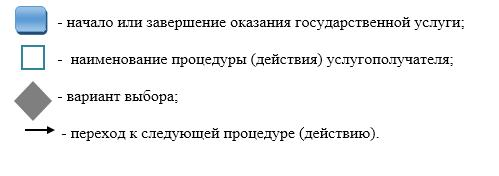 - начало или завершение оказания государственной услуги;
- наименование процедуры (действия) услугополучателя;
- вариант выбора;
- переход к следующей процедуре (действию).